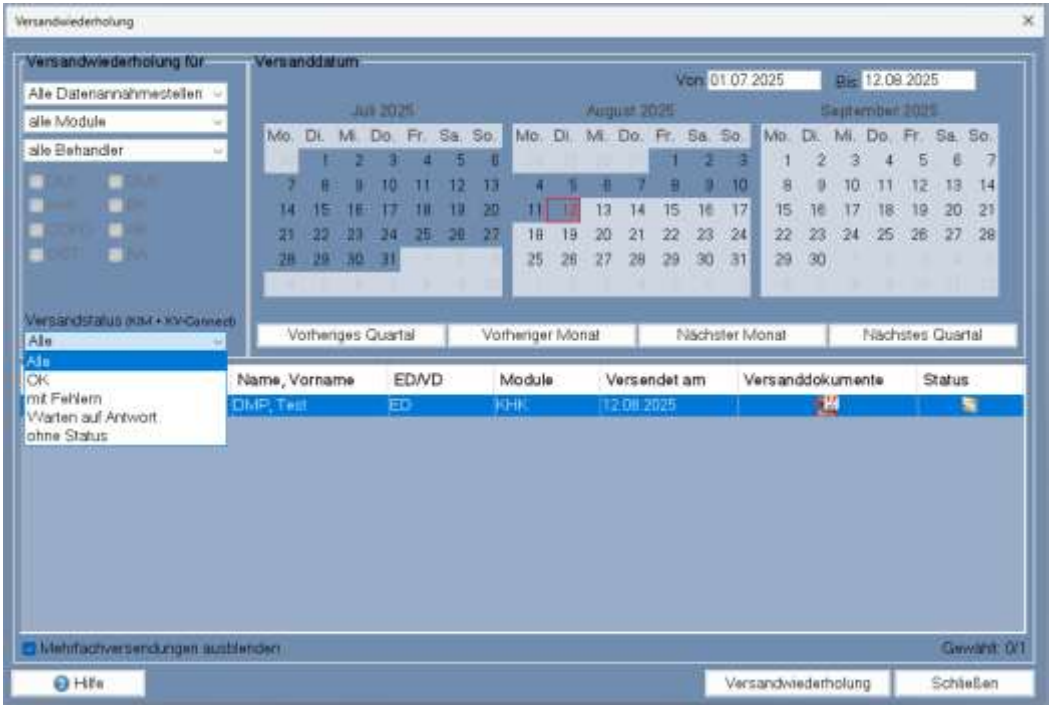 Versandwiederholung
Versandwiederholung für
Versanddatum
Alle Datenannahmestellen
alle Module
alle Behandler
Von: 01.07.2025 Bis: 12.08.2025
Juli 2025 August 2025 September 2025
Mo. Di. Mi. Do. Fr. Sa. So. Mo. Di. Mi. Do. Fr. Sa. So. Mo. Di. Mi. Do. Fr. Sa. So.
1 2 3 4 5 6 1 2 3 1 2 3 4 5 6 7
7 8 9 10 11 12 13 4 5 6 7 8 9 10 8 9 10 11 12 13 14
14 15 16 17 18 19 20 11 12 13 14 15 16 17 15 16 17 18 19 20 21
21 22 23 24 25 26 27 18 19 20 21 22 23 24 22 23 24 25 26 27 28
28 29 30 31 25 26 27 28 29 30 31 29 30
Vorheriges Quartal Vorheriger Monat Nächster Monat Nächstes Quartal
Versandstatus (KIM + KV-Connect)
Alle
Alle
OK
mit Fehlern
Warten auf Antwort
ohne Status
Name, Vorname ED/VD Module Versendet am Versanddokumente Status
DMP, Test ED KHK 12.08.2025
Mehrfachversendungen ausblenden
Gewählt: 0/1
Hilfe
Versandwiederholung
Schließen